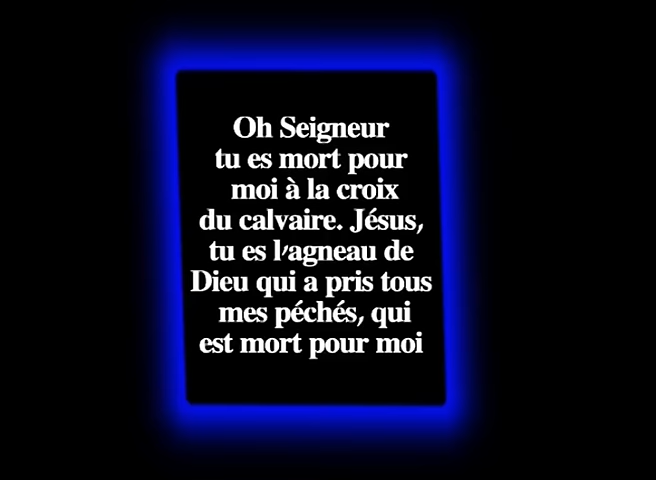 Oh Seigneur
tu es mort pour
moi à la croix
du calvaire. Jésus,
tu es l'agneau de
Dieu qui a pris tous
mes péchés, qui
est mort pour moi